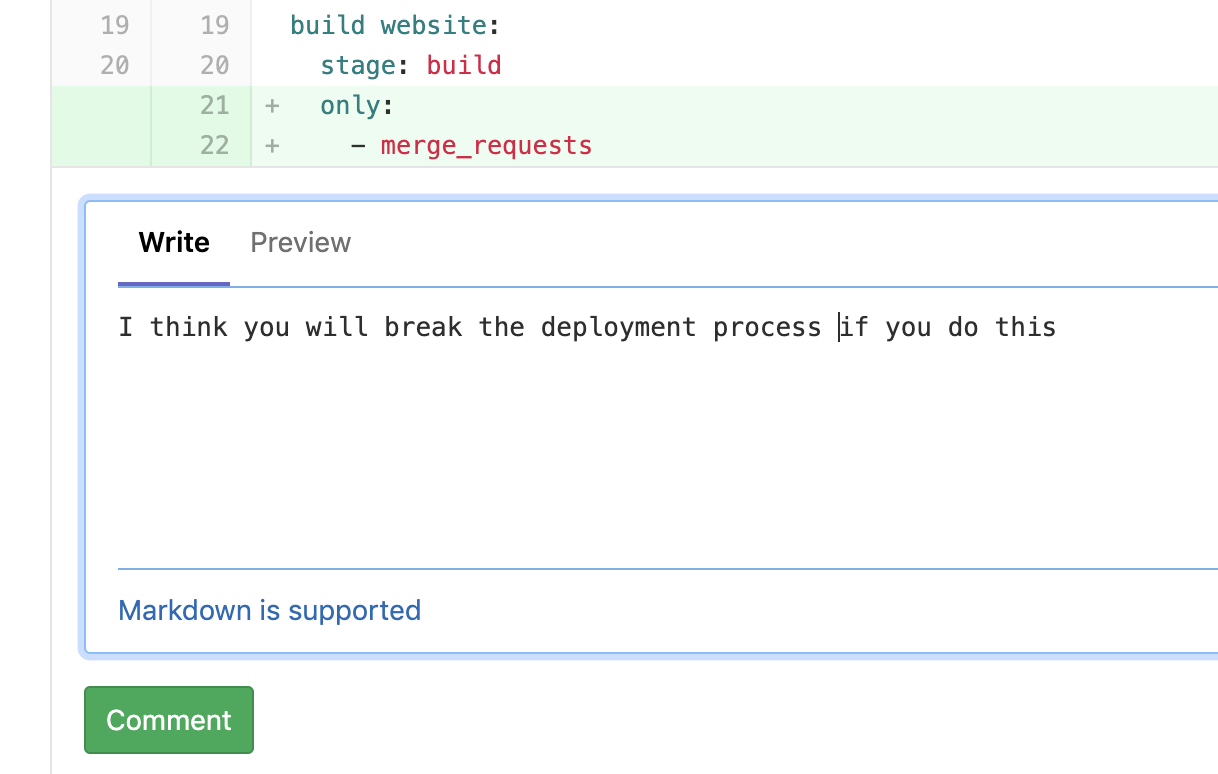 19 19 build website:
20 20 stage: build
21 + only:
22 + - merge_requests
Write Preview
I think you will break the deployment process if you do this
Markdown is supported
Comment